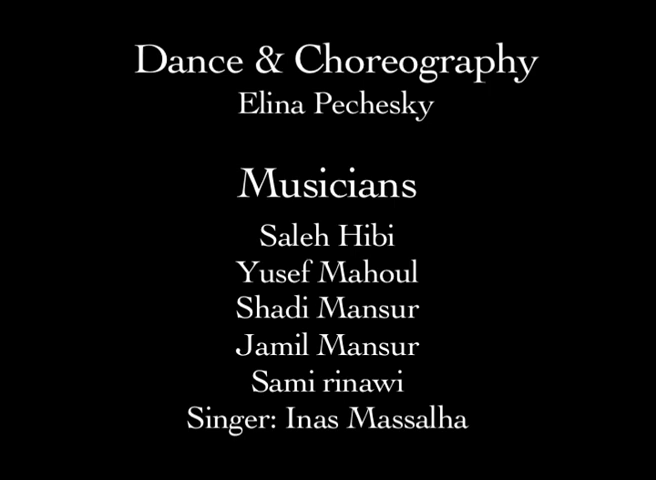 Dance & Choreography
Elina Pechesky
Musicians
Saleh Hibi
Yusef Mahoul
Shadi Mansur
Jamil Mansur
Sami rinawi
Singer: Inas Massalha